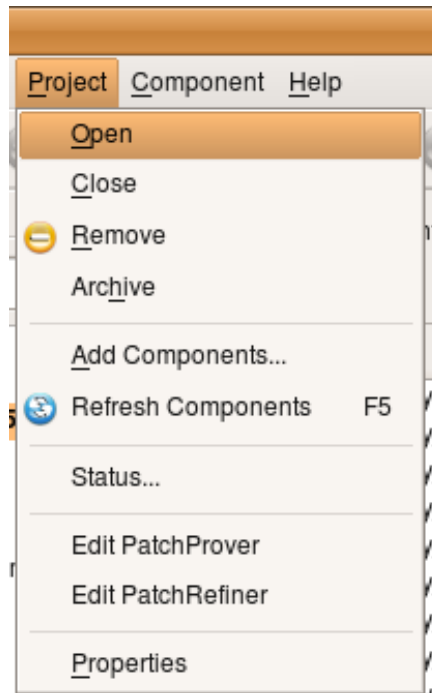 Project Component Help
Open
Close
Remove
Archive
Add Components...
Refresh Components F5
Status...
Edit PatchProver
Edit PatchRefiner
Properties